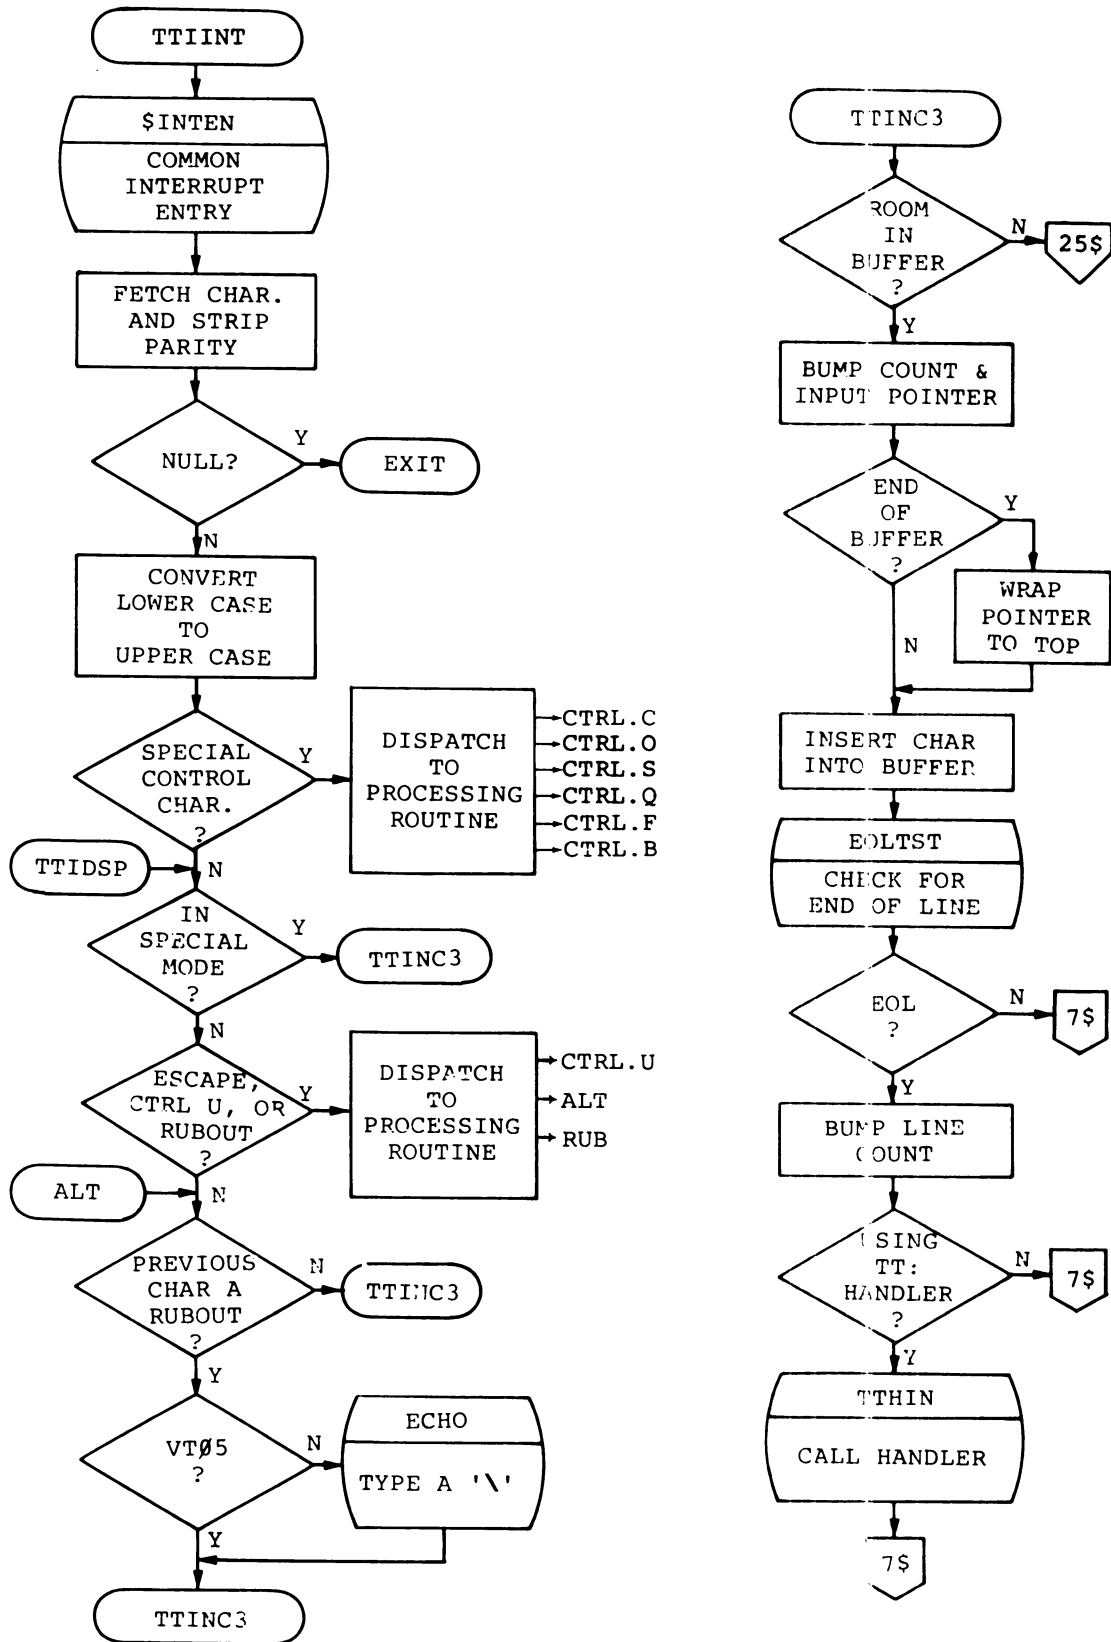 TTIINT
$INTEN
COMMON
INTERRUPT
ENTRY
FETCH CHAR.
AND STRIP
PARITY
NULL?
Y
EXIT
N
CONVERT
LOWER CASE
TO
UPPER CASE
SPECIAL
CONTROL
CHAR.
?
Y
DISPATCH
TO
PROCESSING
ROUTINE
CTRL.C
CTRL.O
CTRL.S
CTRL.Q
CTRL.F
CTRL.B
TTIDSP
N
IN
SPECIAL
MODE
?
Y
TTINC3
N
ESCAPE,
CTRL U, OR
RUBOUT
?
Y
DISPATCH
TO
PROCESSING
ROUTINE
CTRL.U
ALT
RUB
ALT
N
PREVIOUS
CHAR A
RUBOUT
?
N
TTINC3
Y
VTØ5
?
N
ECHO
TYPE A '\'
Y
TTINC3
TTINC3
ROOM
IN
BUFFER
?
N
25$
Y
BUMP COUNT &
INPUT POINTER
END
OF
BUFFER
?
Y
WRAP
POINTER
TO TOP
N
INSERT CHAR
INTO BUFFER
EOLTST
CHECK FOR
END OF LINE
EOL
?
N
7$
Y
BUMP LINE
COUNT
USING
TT:
HANDLER
?
N
7$
Y
TTHIN
CALL HANDLER
7$